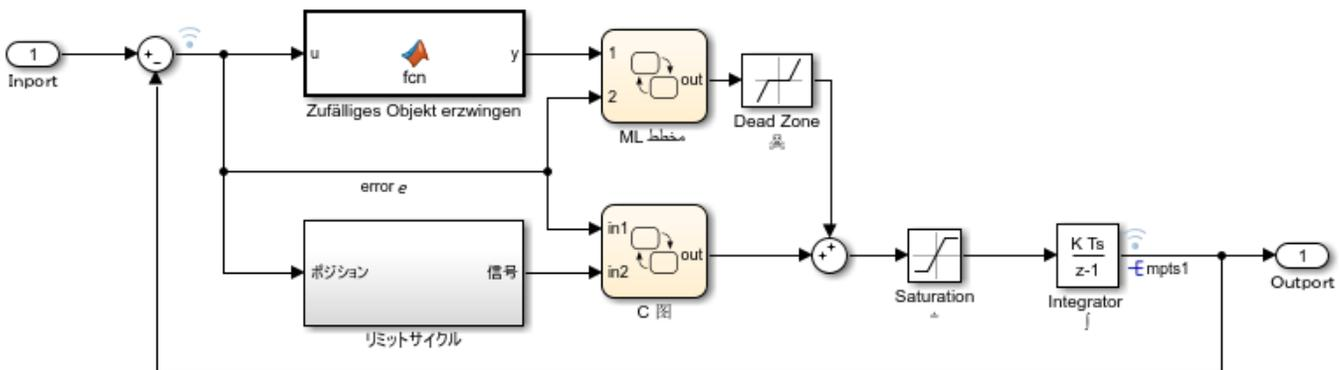 1
Inport
u
fcn
y
Zufälliges Objekt erzwingen
1
2
out
ML مخطط
Dead Zone
error e
ポジション
信号
リミットサイクル
in1
in2
out
C 图
Saturation
K Ts
z-1
Integrator
∫
mpts1
1
Outport